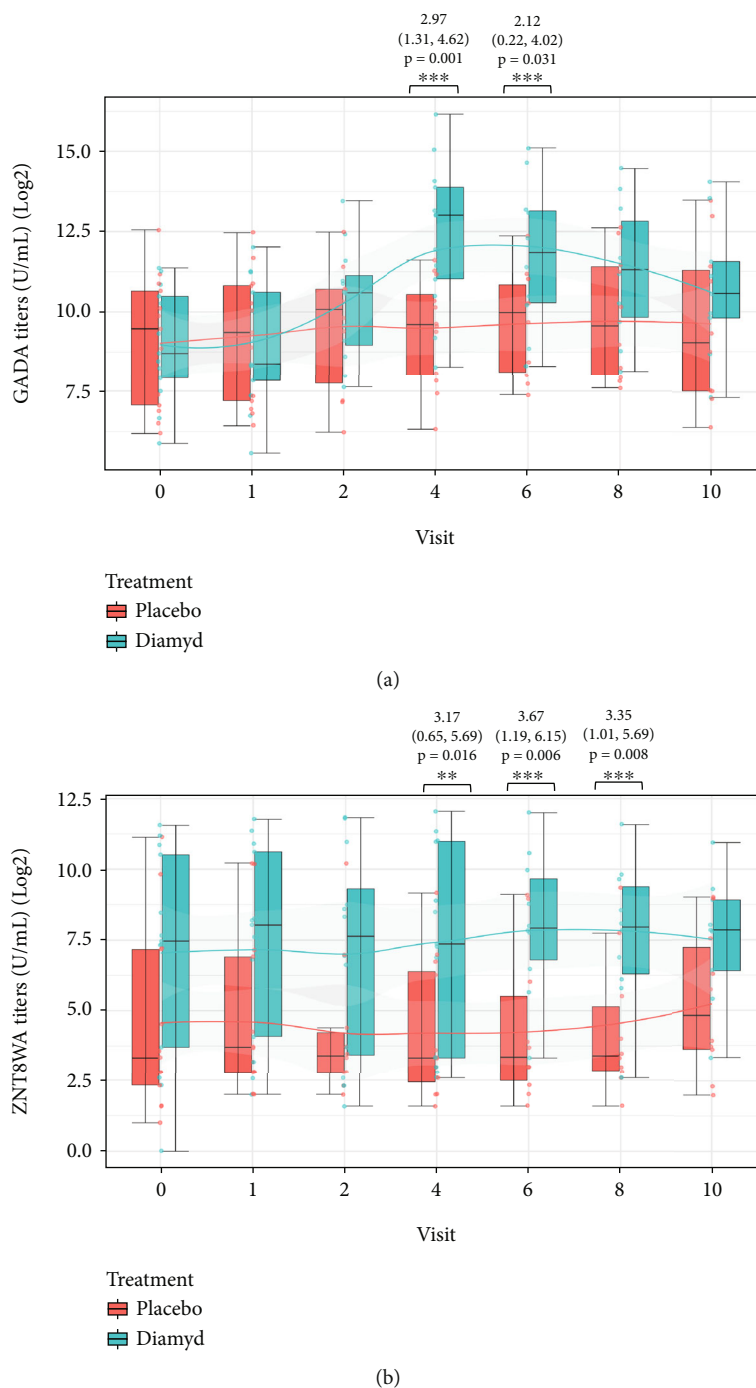 2.97
(1.31, 4.62)
p = 0.001
***
2.12
(0.22, 4.02)
p = 0.031
***
GADA titers (U/mL) (Log2)
15.0
12.5
10.0
7.5
0 1 2 4 6 8 10
Visit
Treatment
Placebo
Diamyd
(a)
3.17
(0.65, 5.69)
p = 0.016
**
3.67
(1.19, 6.15)
p = 0.006
***
3.35
(1.01, 5.69)
p = 0.008
***
ZNT8WA titers (U/mL) (Log2)
12.5
10.0
7.5
5.0
2.5
0.0
0 1 2 4 6 8 10
Visit
Treatment
Placebo
Diamyd
(b)